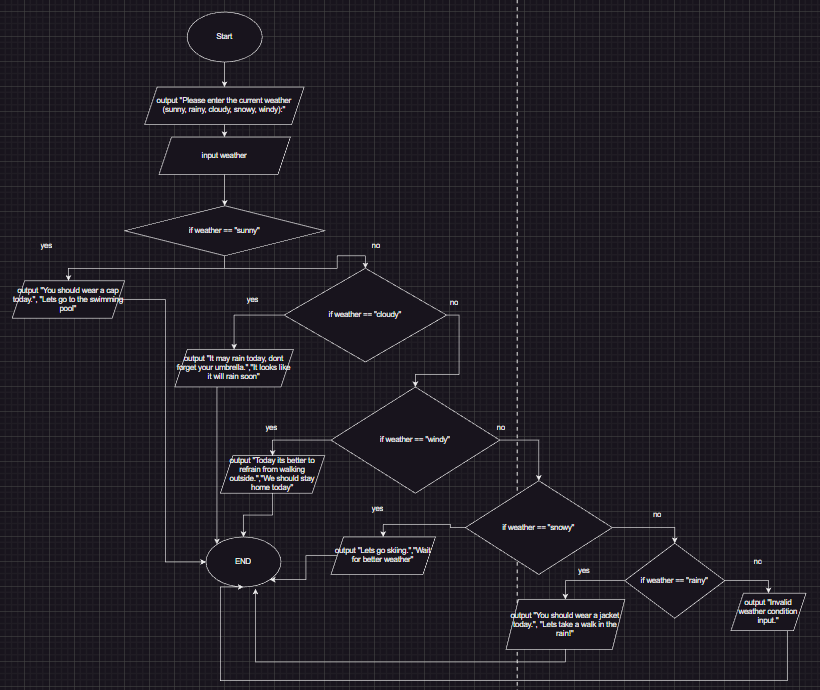 Start
output "Please enter the current weather
(sunny, rainy, cloudy, snowy, windy):"
input weather
if weather == "sunny"
yes
no
output "You should wear a cap
today.", "Lets go to the swimming
pool"
if weather == "cloudy"
yes
no
output "It may rain today, dont
forget your umbrella.","It looks like
it will rain soon"
if weather == "windy"
yes
no
output "Today its better to
refrain from walking
outside.","We should stay
home today"
if weather == "snowy"
yes
no
output "Lets go skiing.","Wait
for better weather"
END
if weather == "rainy"
yes
no
output "You should wear a jacket
today.", "Lets take a walk in the
rain!"
output "Invalid
weather condition
input."